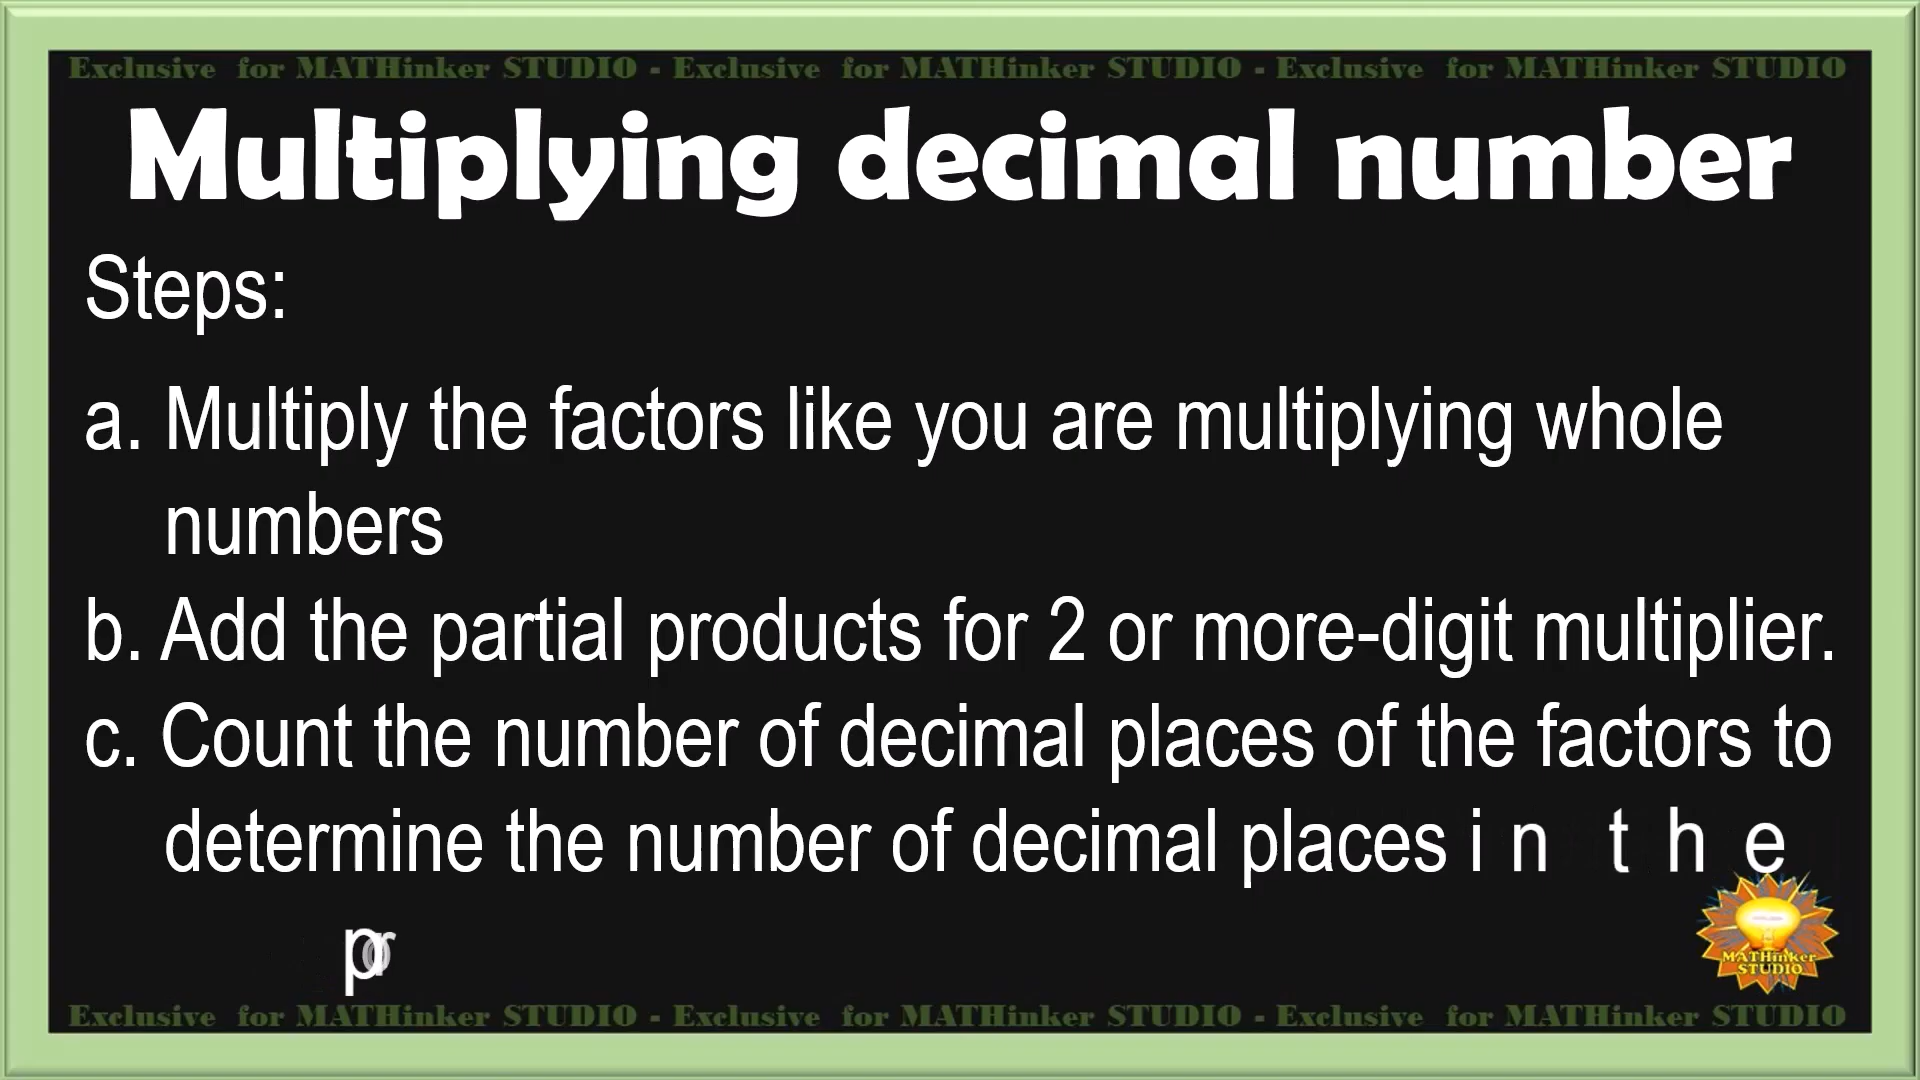 Exclusive for MATHinker STUDIO - Exclusive for MATHinker STUDIO - Exclusive for MATHinker STUDIO
Multiplying decimal number
Steps:
a. Multiply the factors like you are multiplying whole
numbers
b. Add the partial products for 2 or more-digit multiplier.
c. Count the number of decimal places of the factors to
determine the number of decimal places in the
MATHinker
STUDIO
Exclusive for MATHinker STUDIO - Exclusive for MATHinker STUDIO - Exclusive for MATHinker STUDIO